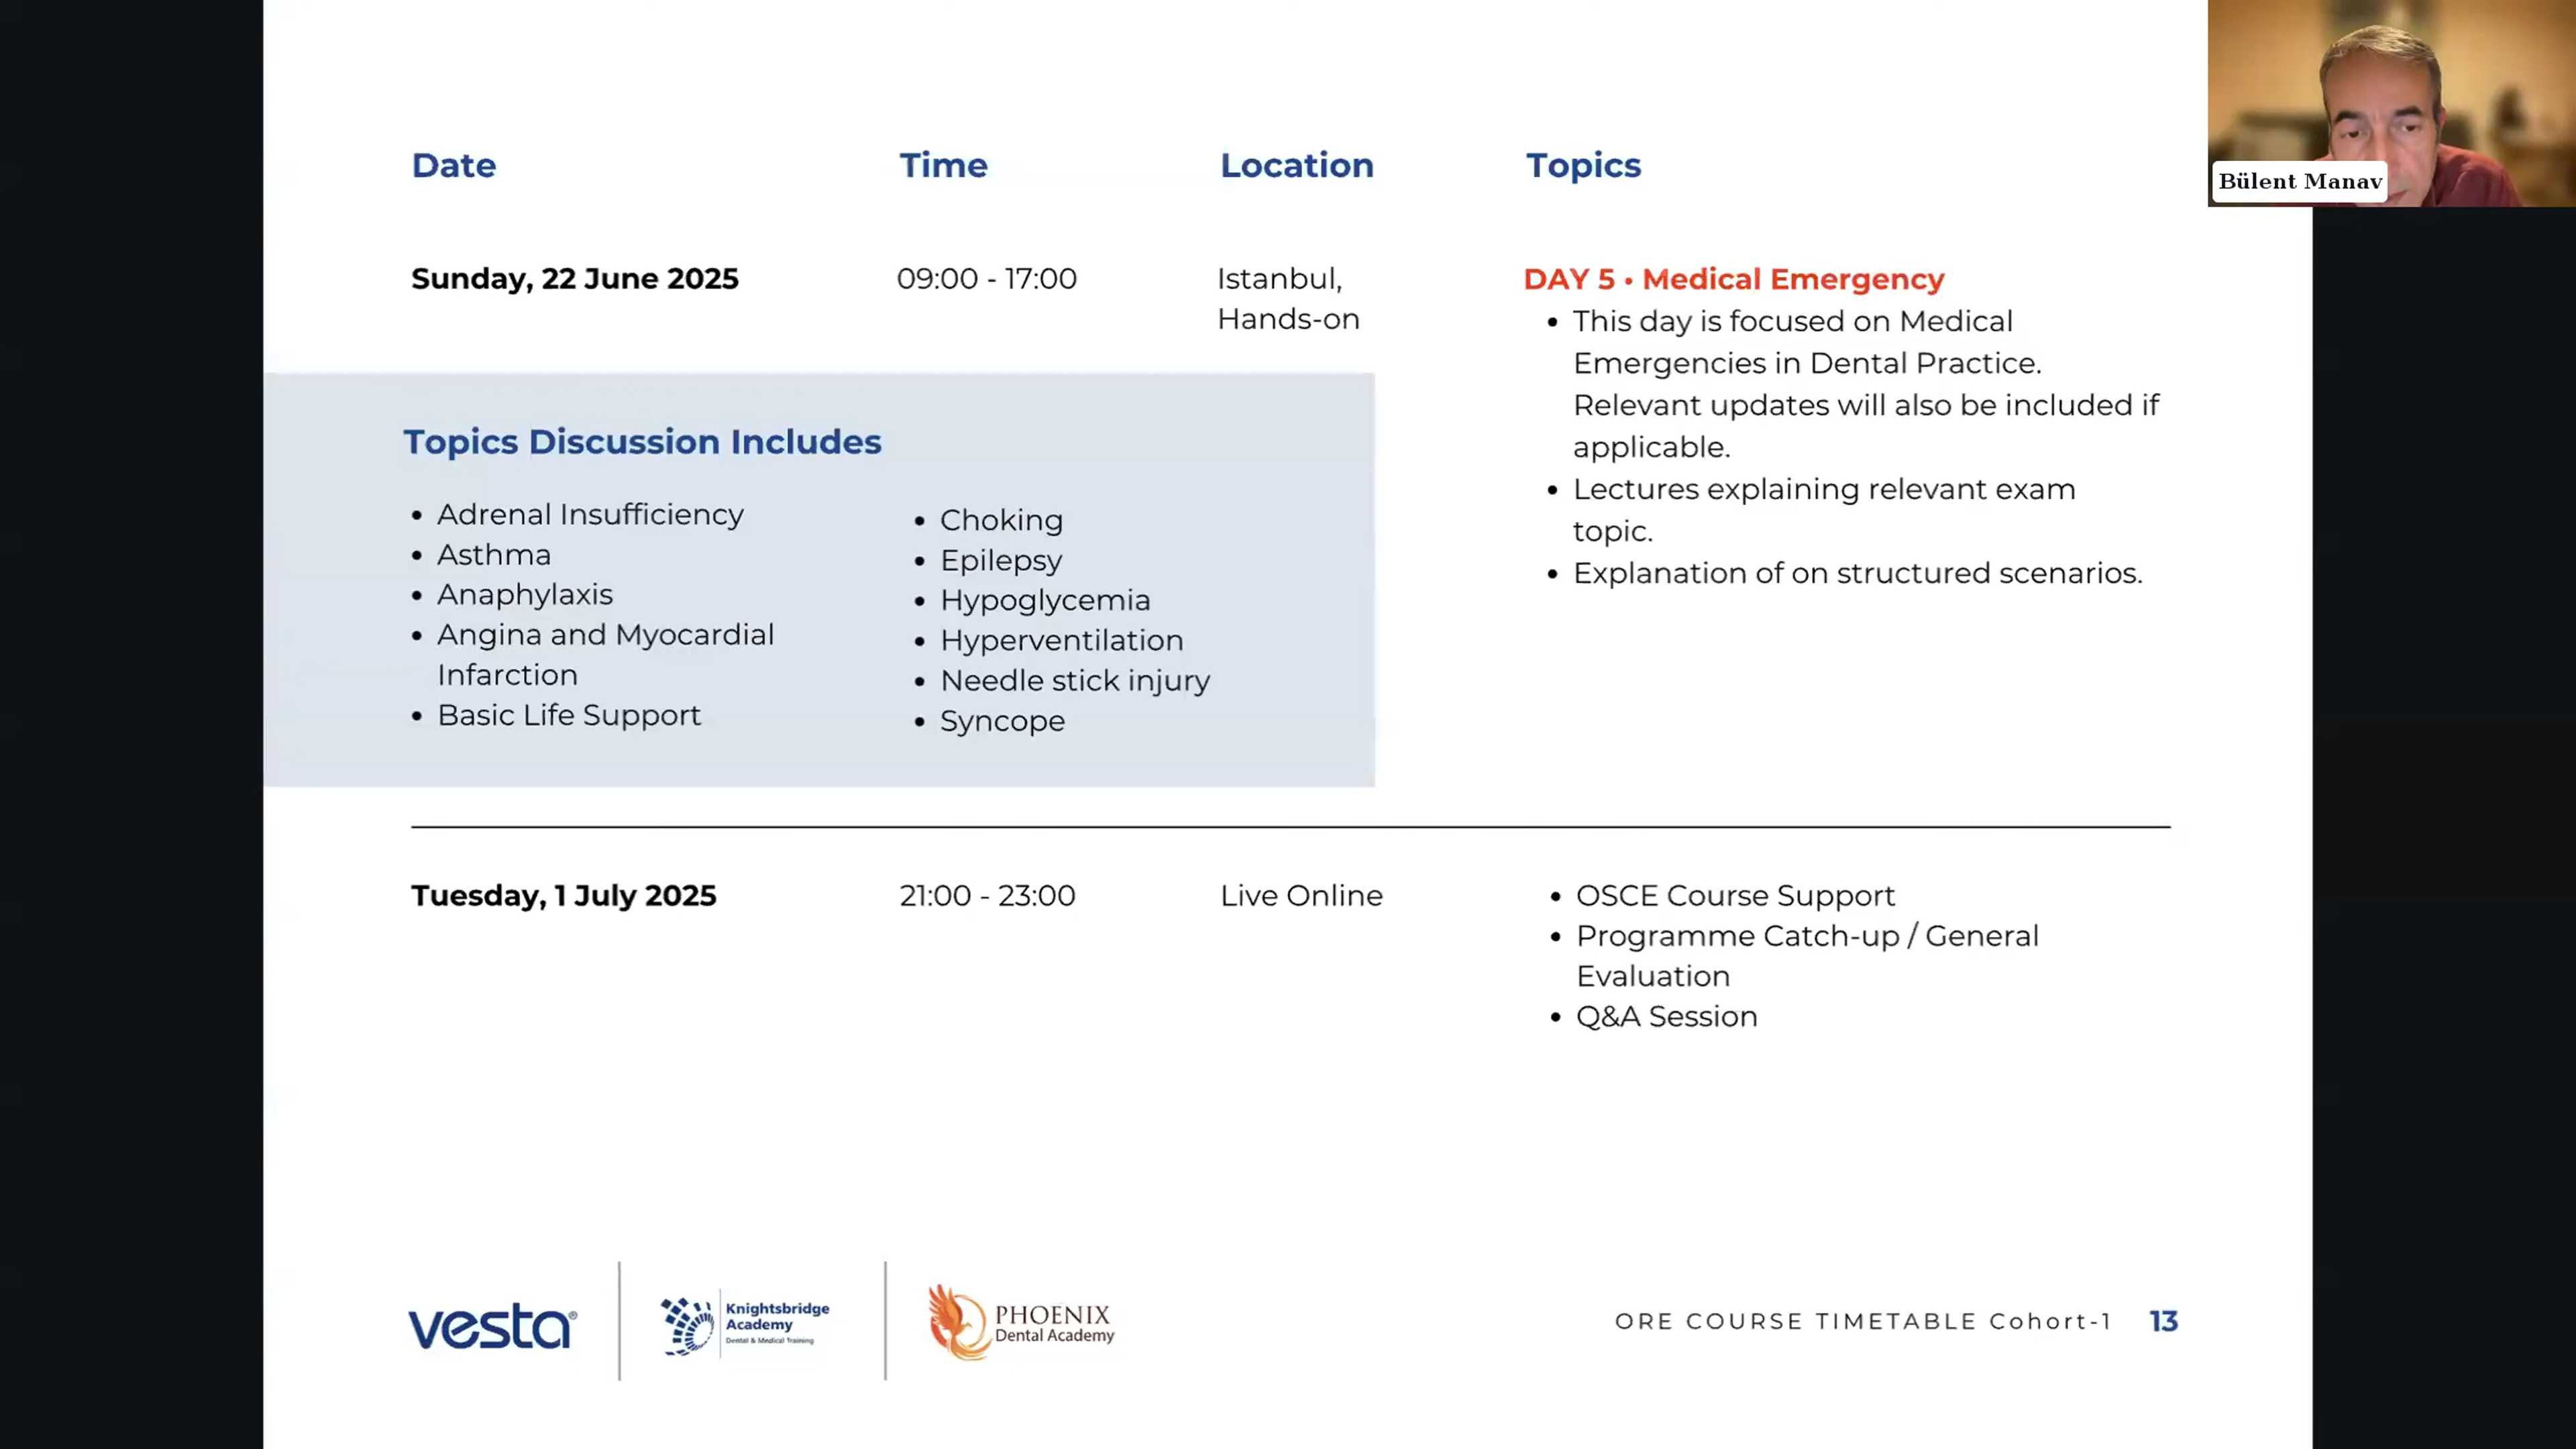 Date
Time
Location
Topics
Bülent Manav
Sunday, 22 June 2025
09:00 - 17:00
Istanbul,
Hands-on
DAY 5 • Medical Emergency
• This day is focused on Medical
Emergencies in Dental Practice.
Relevant updates will also be included if
applicable.
• Lectures explaining relevant exam
topic.
• Explanation of on structured scenarios.
Topics Discussion Includes
• Adrenal Insufficiency
• Asthma
• Anaphylaxis
• Angina and Myocardial
Infarction
• Basic Life Support
• Choking
• Epilepsy
• Hypoglycemia
• Hyperventilation
• Needle stick injury
• Syncope
Tuesday, 1 July 2025
21:00 - 23:00
Live Online
• OSCE Course Support
• Programme Catch-up / General
Evaluation
• Q&A Session
vesta®
Knightsbridge
Academy
Dental & Medical Training
PHOENIX
Dental Academy
ORE COURSE TIMETABLE Cohort-1 13